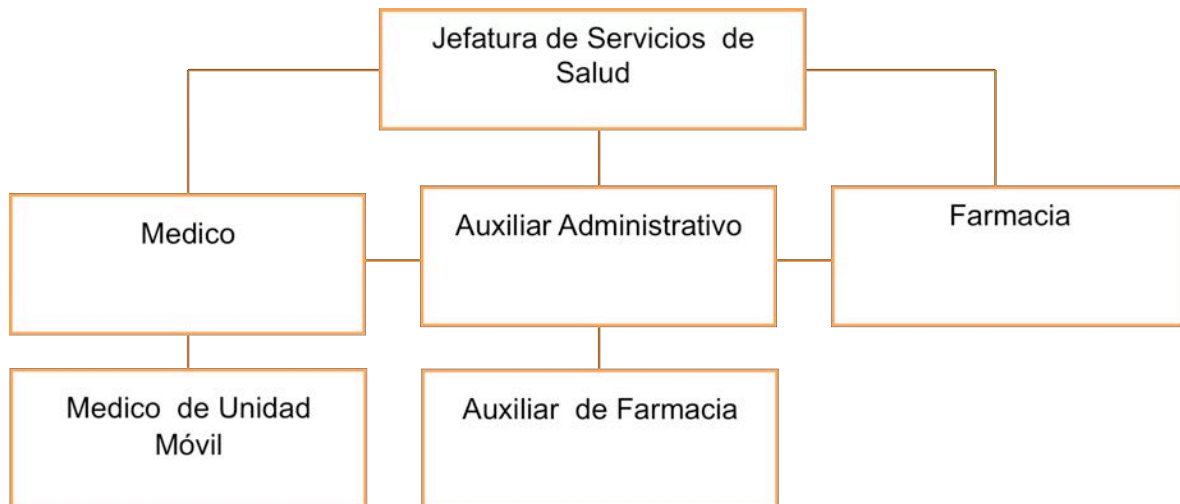 Jefatura de Servicios de
Salud
Medico
Auxiliar Administrativo
Farmacia
Medico de Unidad
Móvil
Auxiliar de Farmacia